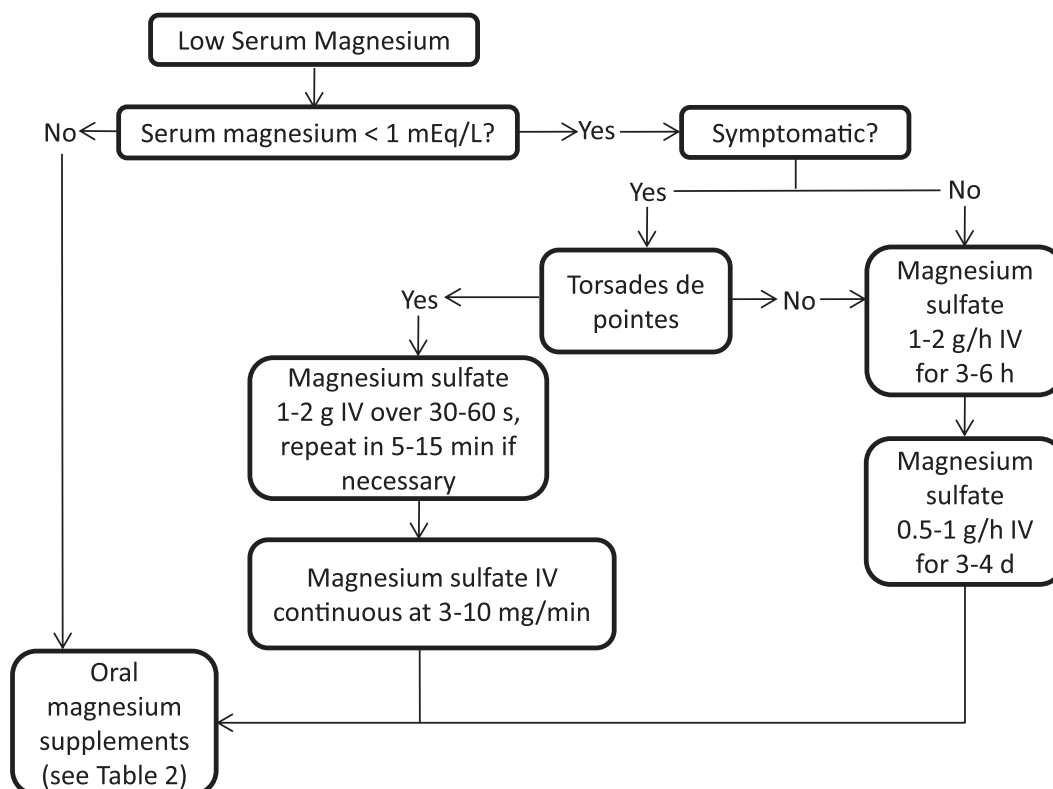 Low Serum Magnesium
No
Serum magnesium < 1 mEq/L?
Yes
Symptomatic?
Yes
No
Torsades de
pointes
Yes
No
Magnesium
sulfate
1-2 g/h IV
for 3-6 h
Magnesium sulfate
1-2 g IV over 30-60 s,
repeat in 5-15 min if
necessary
Magnesium
sulfate
0.5-1 g/h IV
for 3-4 d
Magnesium sulfate IV
continuous at 3-10 mg/min
Oral
magnesium
supplements
(see Table 2)